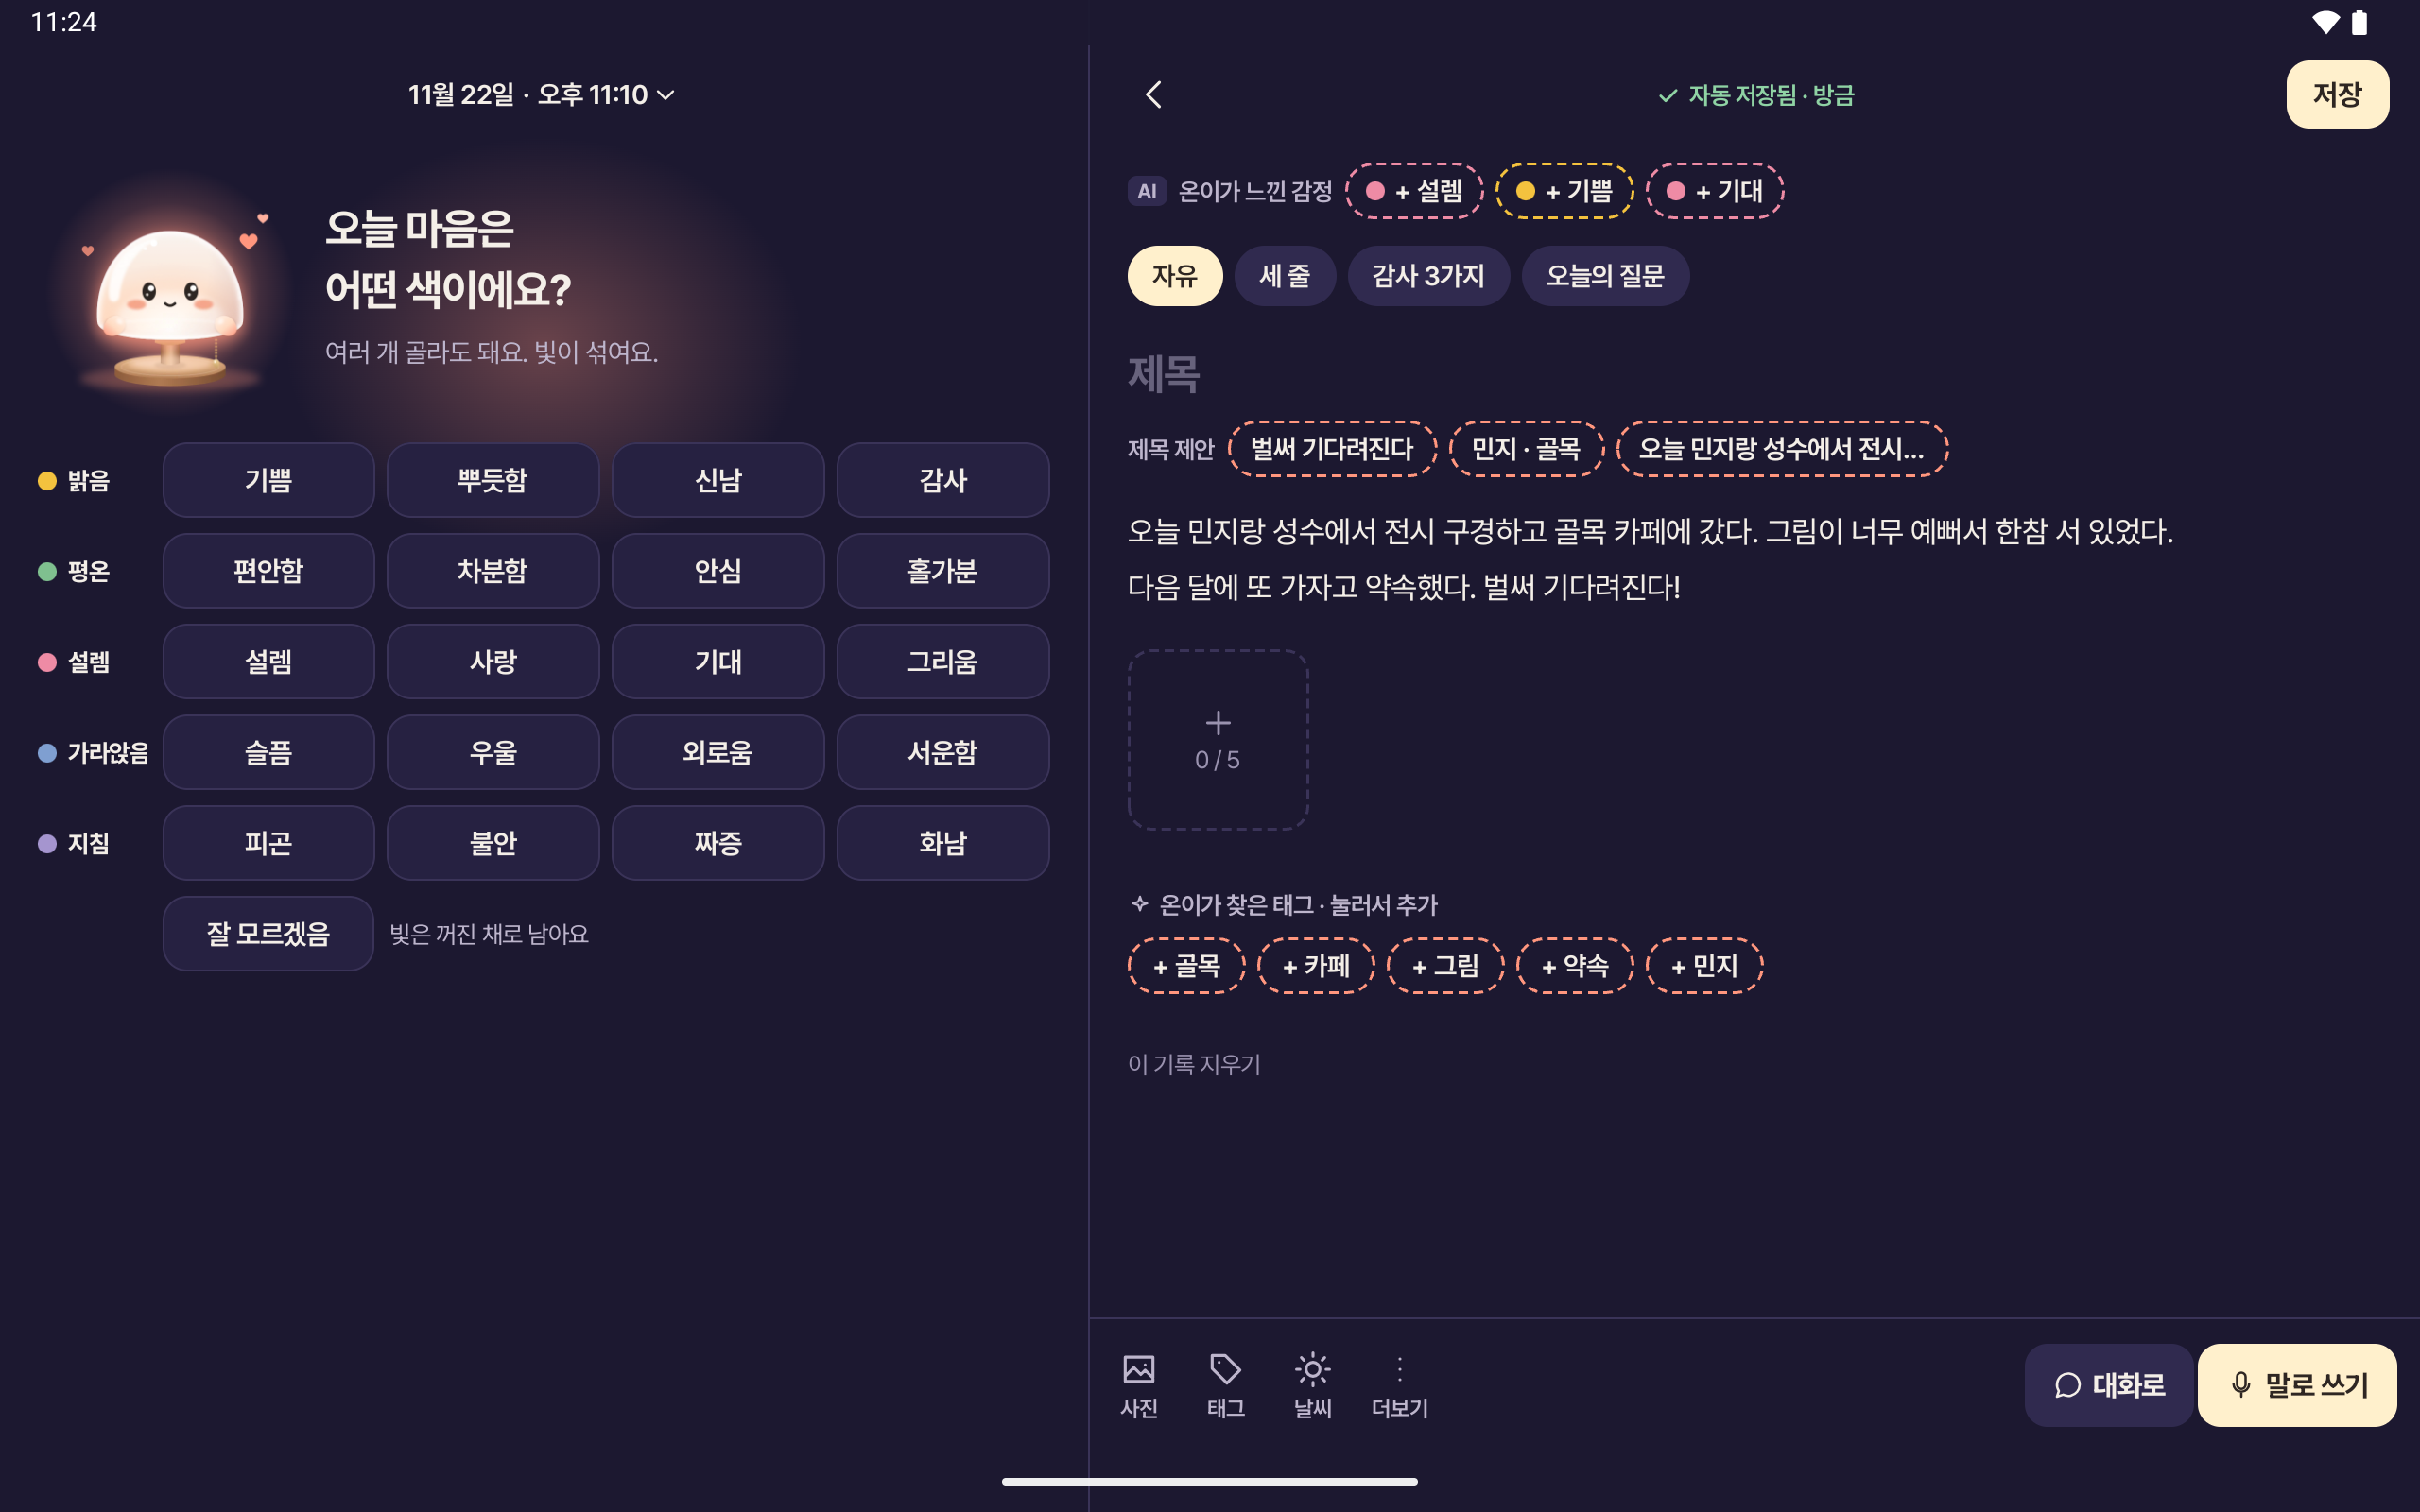 11:24
11월 22일 · 오후 11:10
오늘 마음은
어떤 색이에요?
여러 개 골라도 돼요. 빛이 섞여요.
밝음 기쁨 뿌듯함 신남 감사
평온 편안함 차분함 안심 홀가분
설렘 설렘 사랑 기대 그리움
가라앉음 슬픔 우울 외로움 서운함
지침 피곤 불안 짜증 화남
잘 모르겠음 빛은 꺼진 채로 남아요
자동 저장됨 · 방금 저장
AI 온이가 느낀 감정 + 설렘 + 기쁨 + 기대
자유 세 줄 감사 3가지 오늘의 질문
제목
제목 제안 벌써 기다려진다 민지 · 골목 오늘 민지랑 성수에서 전시...
오늘 민지랑 성수에서 전시 구경하고 골목 카페에 갔다. 그림이 너무 예뻐서 한참 서 있었다.
다음 달에 또 가자고 약속했다. 벌써 기다려진다!
0/5
온이가 찾은 태그 · 눌러서 추가
+ 골목 + 카페 + 그림 + 약속 + 민지
이 기록 지우기
사진 태그 날씨 더보기 대화로 말로 쓰기